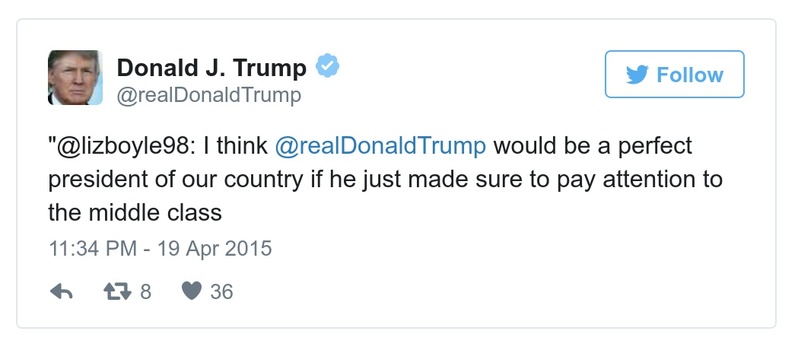 Donald J. Trump
@realDonaldTrump
Follow
"@lizboyle98: I think @realDonaldTrump would be a perfect
president of our country if he just made sure to pay attention to
the middle class
11:34 PM - 19 Apr 2015
8 36